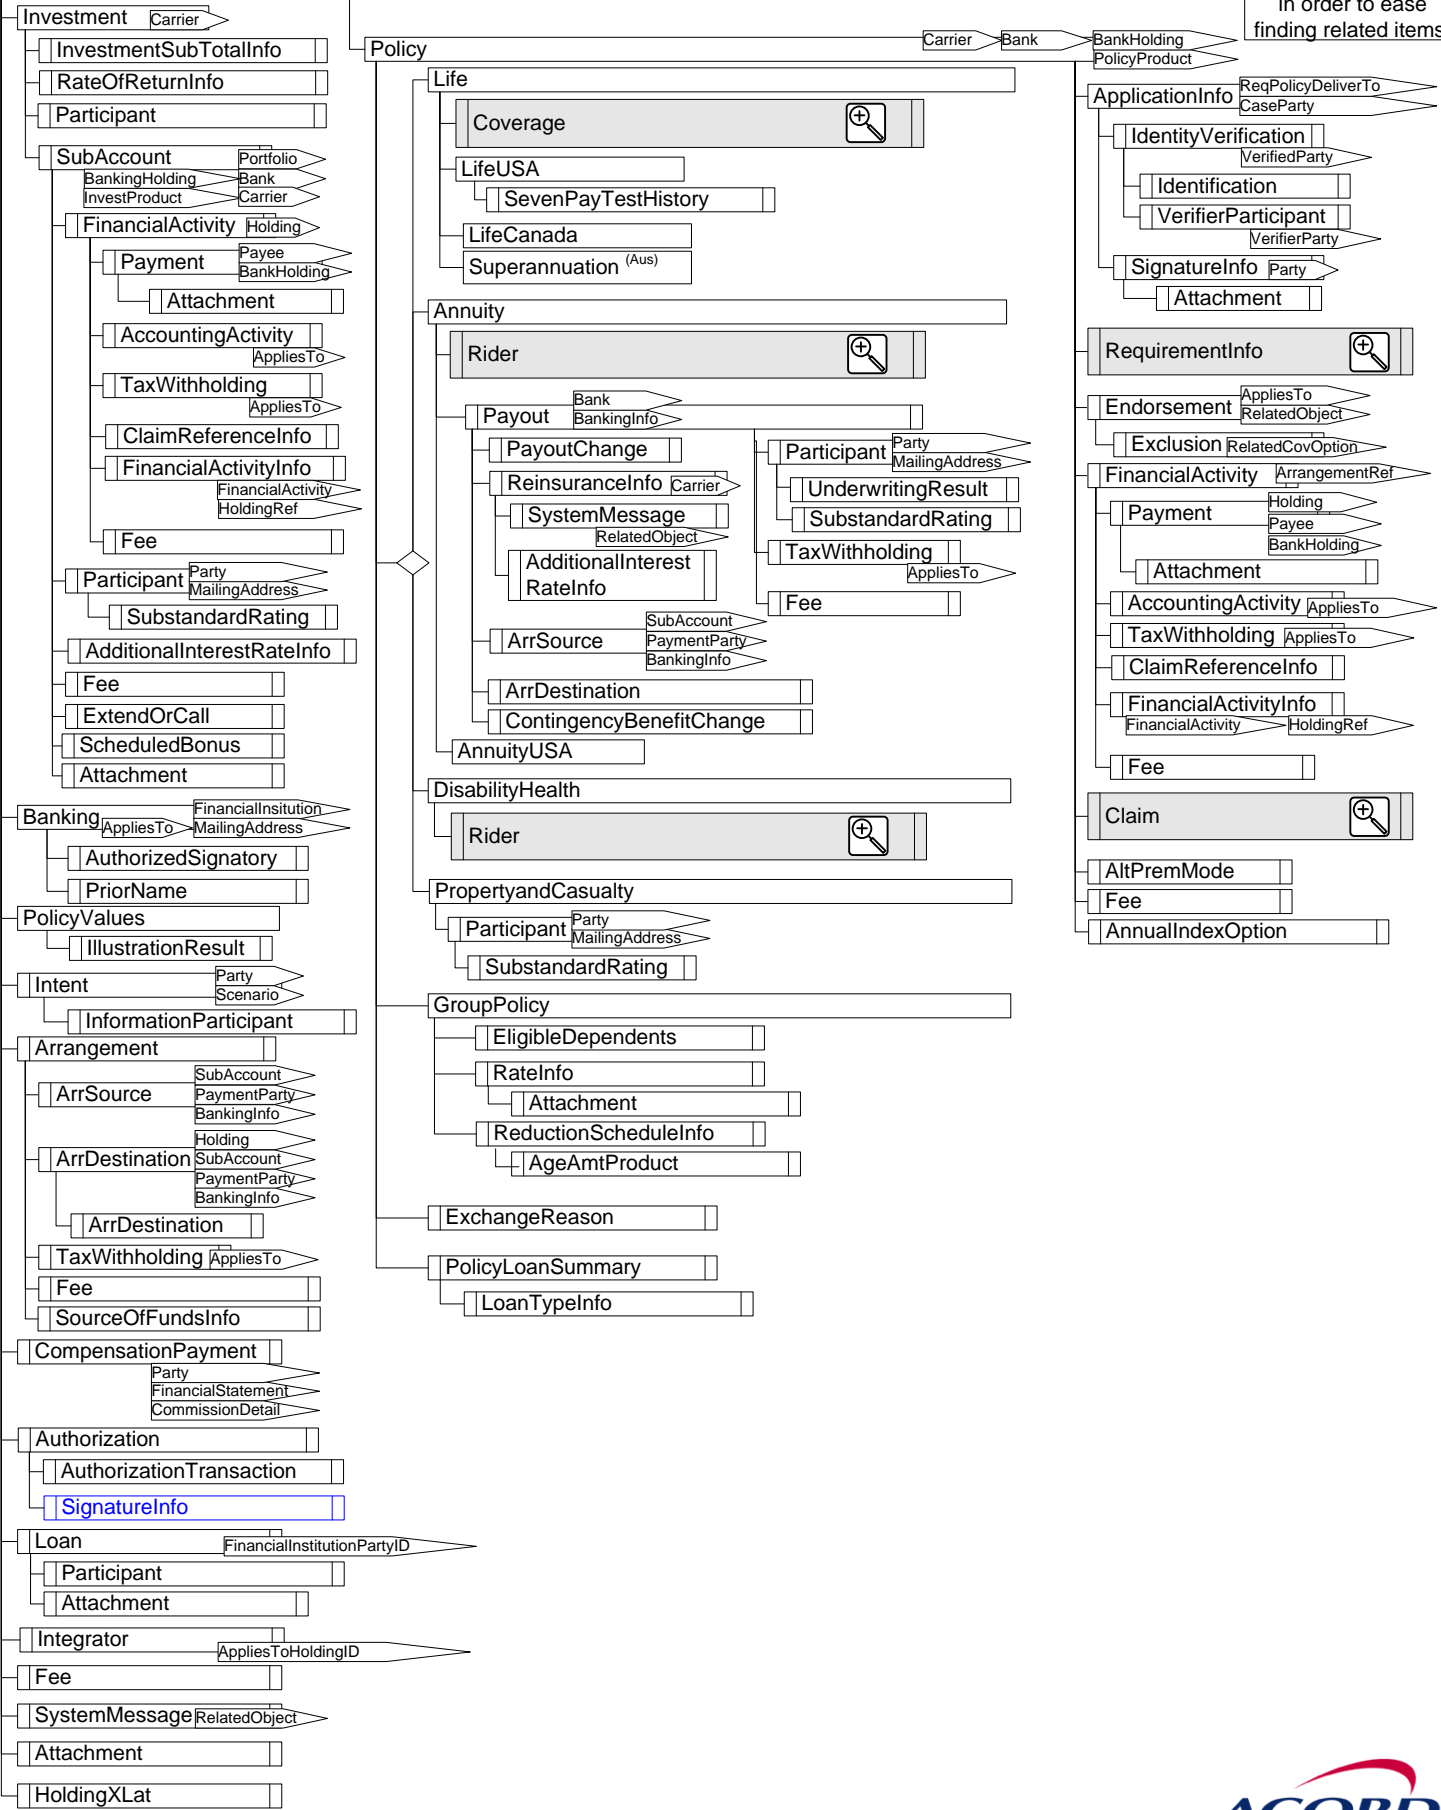 in order to ease
finding related items
Investment
Carrier
InvestmentSubTotalInfo
RateOfReturnInfo
Participant
SubAccount
Portfolio
BankingHolding
Bank
InvestProduct
Carrier
FinancialActivity
Holding
Payment
Payee
BankHolding
Attachment
AccountingActivity
AppliesTo
TaxWithholding
AppliesTo
ClaimReferenceInfo
FinancialActivityInfo
FinancialActivity
HoldingRef
Fee
Participant
Party
MailingAddress
SubstandardRating
AdditionalInterestRateInfo
Fee
ExtendOrCall
ScheduledBonus
Attachment
Banking
AppliesTo
FinancialInsitution
MailingAddress
AuthorizedSignatory
PriorName
PolicyValues
IllustrationResult
Intent
Party
Scenario
InformationParticipant
Arrangement
ArrSource
SubAccount
PaymentParty
BankingInfo
ArrDestination
Holding
SubAccount
PaymentParty
BankingInfo
ArrDestination
TaxWithholding
AppliesTo
Fee
SourceOfFundsInfo
CompensationPayment
Party
FinancialStatement
CommissionDetail
Authorization
AuthorizationTransaction
SignatureInfo
Loan
FinancialInstitutionPartyID
Participant
Attachment
Integrator
AppliesToHoldingID
Fee
SystemMessage
RelatedObject
Attachment
HoldingXLat
Policy
Carrier
Bank
BankHolding
PolicyProduct
Life
Coverage
LifeUSA
SevenPayTestHistory
LifeCanada
Superannuation (Aus)
Annuity
Rider
Payout
Bank
BankingInfo
PayoutChange
ReinsuranceInfo
Carrier
SystemMessage
RelatedObject
AdditionalInterest
RateInfo
ArrSource
SubAccount
PaymentParty
BankingInfo
ArrDestination
ContingencyBenefitChange
Participant
Party
MailingAddress
UnderwritingResult
SubstandardRating
TaxWithholding
AppliesTo
Fee
AnnuityUSA
DisabilityHealth
Rider
PropertyandCasualty
Participant
Party
MailingAddress
SubstandardRating
GroupPolicy
EligibleDependents
RateInfo
Attachment
ReductionScheduleInfo
AgeAmtProduct
ExchangeReason
PolicyLoanSummary
LoanTypeInfo
ApplicationInfo
ReqPolicyDeliverTo
CaseParty
IdentityVerification
VerifiedParty
Identification
VerifierParticipant
VerifierParty
SignatureInfo
Party
Attachment
RequirementInfo
Endorsement
AppliesTo
RelatedObject
Exclusion
RelatedCovOption
FinancialActivity
ArrangementRef
Payment
Holding
Payee
BankHolding
Attachment
AccountingActivity
AppliesTo
TaxWithholding
AppliesTo
ClaimReferenceInfo
FinancialActivityInfo
FinancialActivity
HoldingRef
Fee
Claim
AltPremMode
Fee
AnnualIndexOption
ACORD